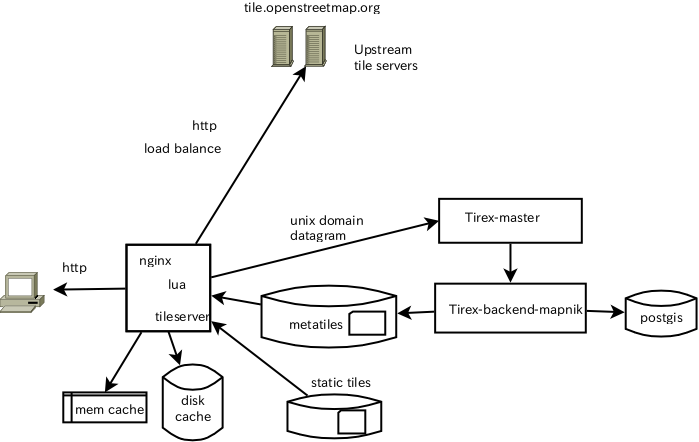 tile.openstreetmap.org
Upstream
tile servers
http
load balance
unix domain
datagram
Tirex-master
nginx
lua
tileserver
http
metatiles
Tirex-backend-mapnik
postgis
static tiles
mem cache
disk
cache